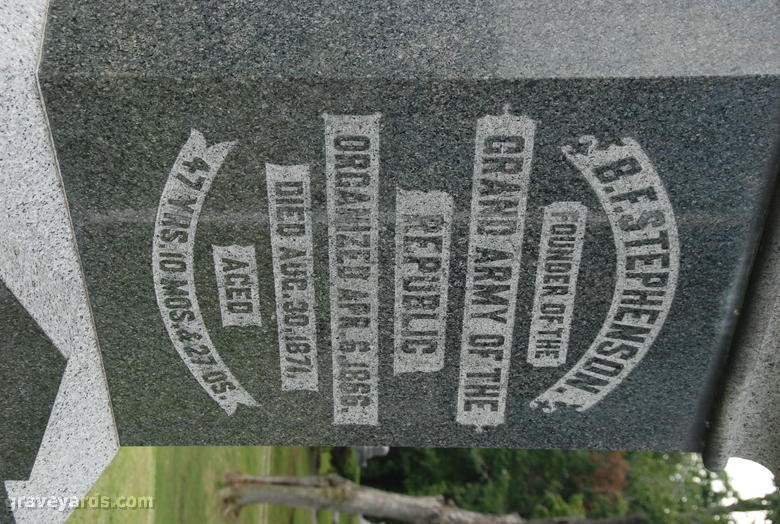 B.F. STEPHENSON.
FOUNDER OF THE
GRAND ARMY OF THE
REPUBLIC
ORGANIZED APR. 6, 1866.
DIED AUG. 30, 1871,
AGED
47 Y'RS, 10 MOS. & 27 DS.
graveyards.com